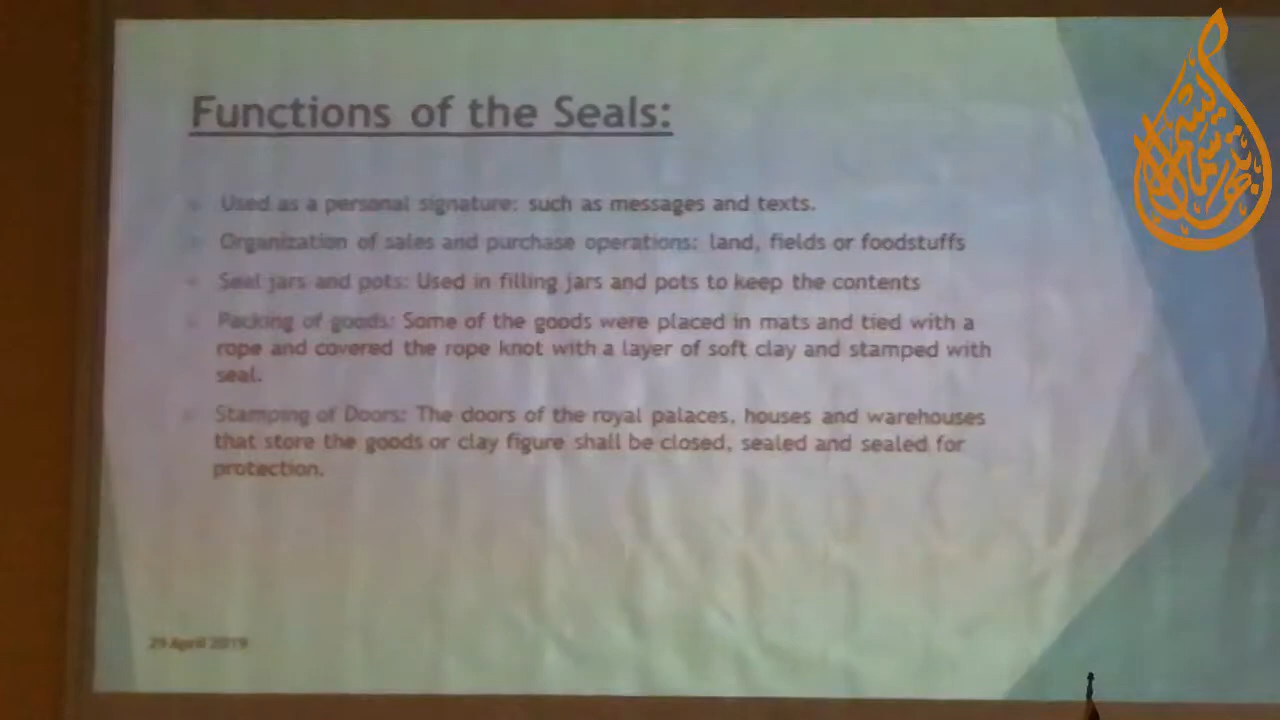 Functions of the Seals:
Used as a personal signature: such as messages and texts.
Organization of sales and purchase operations: land, fields or foodstuffs
Seal jars and pots: Used in filling jars and pots to keep the contents
Packing of goods: Some of the goods were placed in mats and tied with a
rope and covered the rope knot with a layer of soft clay and stamped with
seal.
Stamping of Doors: The doors of the royal palaces, houses and warehouses
that store the goods or clay figure shall be closed, sealed and sealed for
protection.
29 April 2019